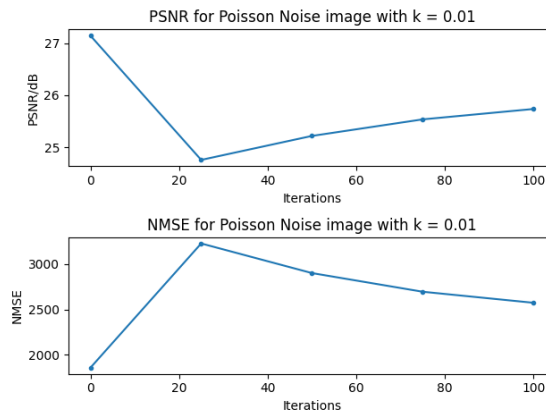 PSNR for Poisson Noise image with k = 0.01
27
26
25
PSNR/dB
0 20 40 60 80 100
Iterations
NMSE for Poisson Noise image with k = 0.01
3000
2500
2000
NMSE
0 20 40 60 80 100
Iterations